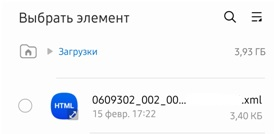 Выбрать элемент
Загрузки 3,93 ГБ
HTML 0609302_002_00... .xml
15 февр. 17:22 3,40 КБ